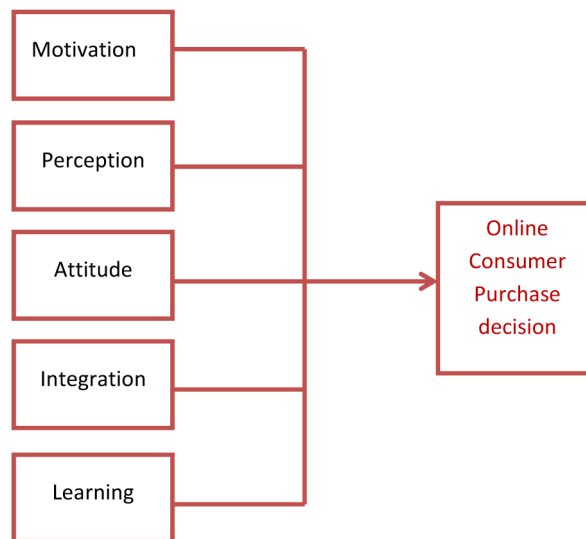 Motivation
Perception
Attitude
Integration
Learning
Online
Consumer
Purchase
decision